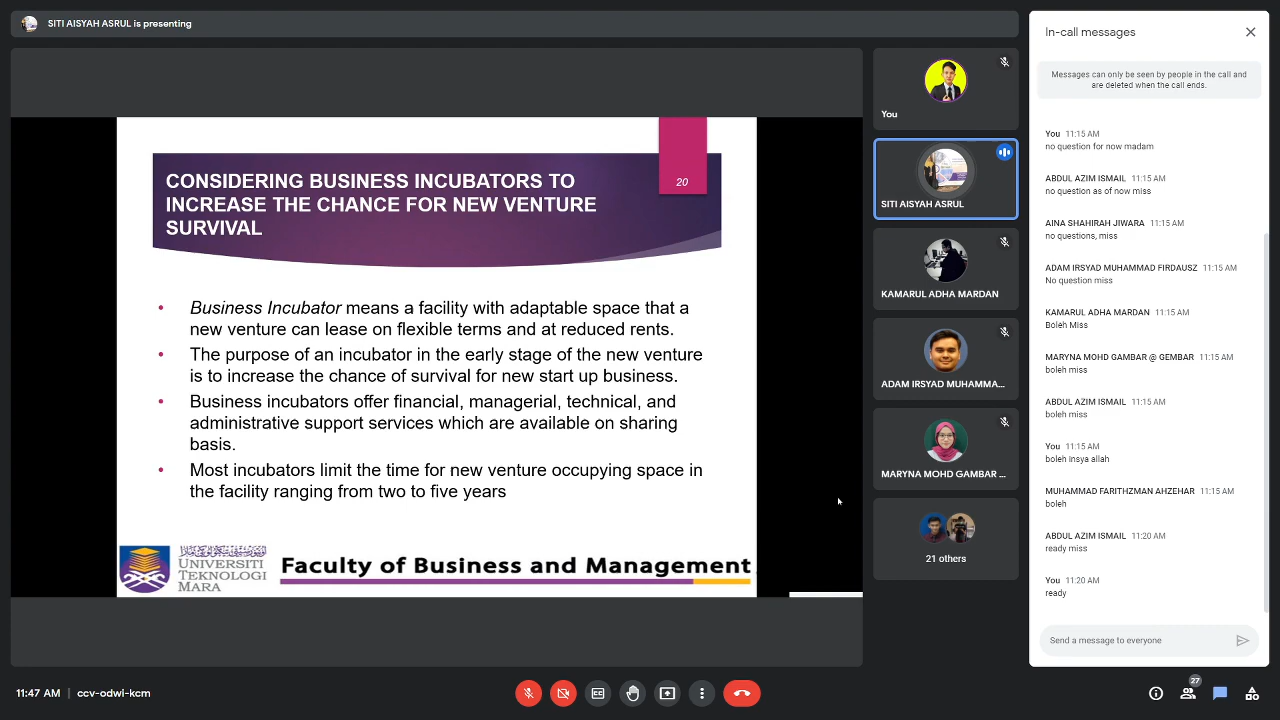 SITI AISYAH ASRUL is presenting
20
CONSIDERING BUSINESS INCUBATORS TO
INCREASE THE CHANCE FOR NEW VENTURE
SURVIVAL
• Business Incubator means a facility with adaptable space that a
new venture can lease on flexible terms and at reduced rents.
• The purpose of an incubator in the early stage of the new venture
is to increase the chance of survival for new start up business.
• Business incubators offer financial, managerial, technical, and
administrative support services which are available on sharing
basis.
• Most incubators limit the time for new venture occupying space in
the facility ranging from two to five years
UNIVERSITI
TEKNOLOGI
MARA
Faculty of Business and Management
You
SITI AISYAH ASRUL
KAMARUL ADHA MARDAN
ADAM IRSYAD MUHAMMA...
MARYNA MOHD GAMBAR ...
21 others
In-call messages
Messages can only be seen by people in the call and
are deleted when the call ends.
You 11:15 AM
no question for now madam
ABDUL AZIM ISMAIL 11:15 AM
no question as of now miss
AINA SHAHIRAH JIWARA 11:15 AM
no questions, miss
ADAM IRSYAD MUHAMMAD FIRDAUSZ 11:15 AM
No question miss
KAMARUL ADHA MARDAN 11:15 AM
Boleh Miss
MARYNA MOHD GAMBAR @ GEMBAR 11:15 AM
boleh miss
ABDUL AZIM ISMAIL 11:15 AM
boleh miss
You 11:15 AM
boleh insya allah
MUHAMMAD FARITHZMAN AHZEHAR 11:15 AM
boleh
ABDUL AZIM ISMAIL 11:20 AM
ready miss
You 11:20 AM
ready
Send a message to everyone
11:47 AM | ccv-odwi-kcm
27